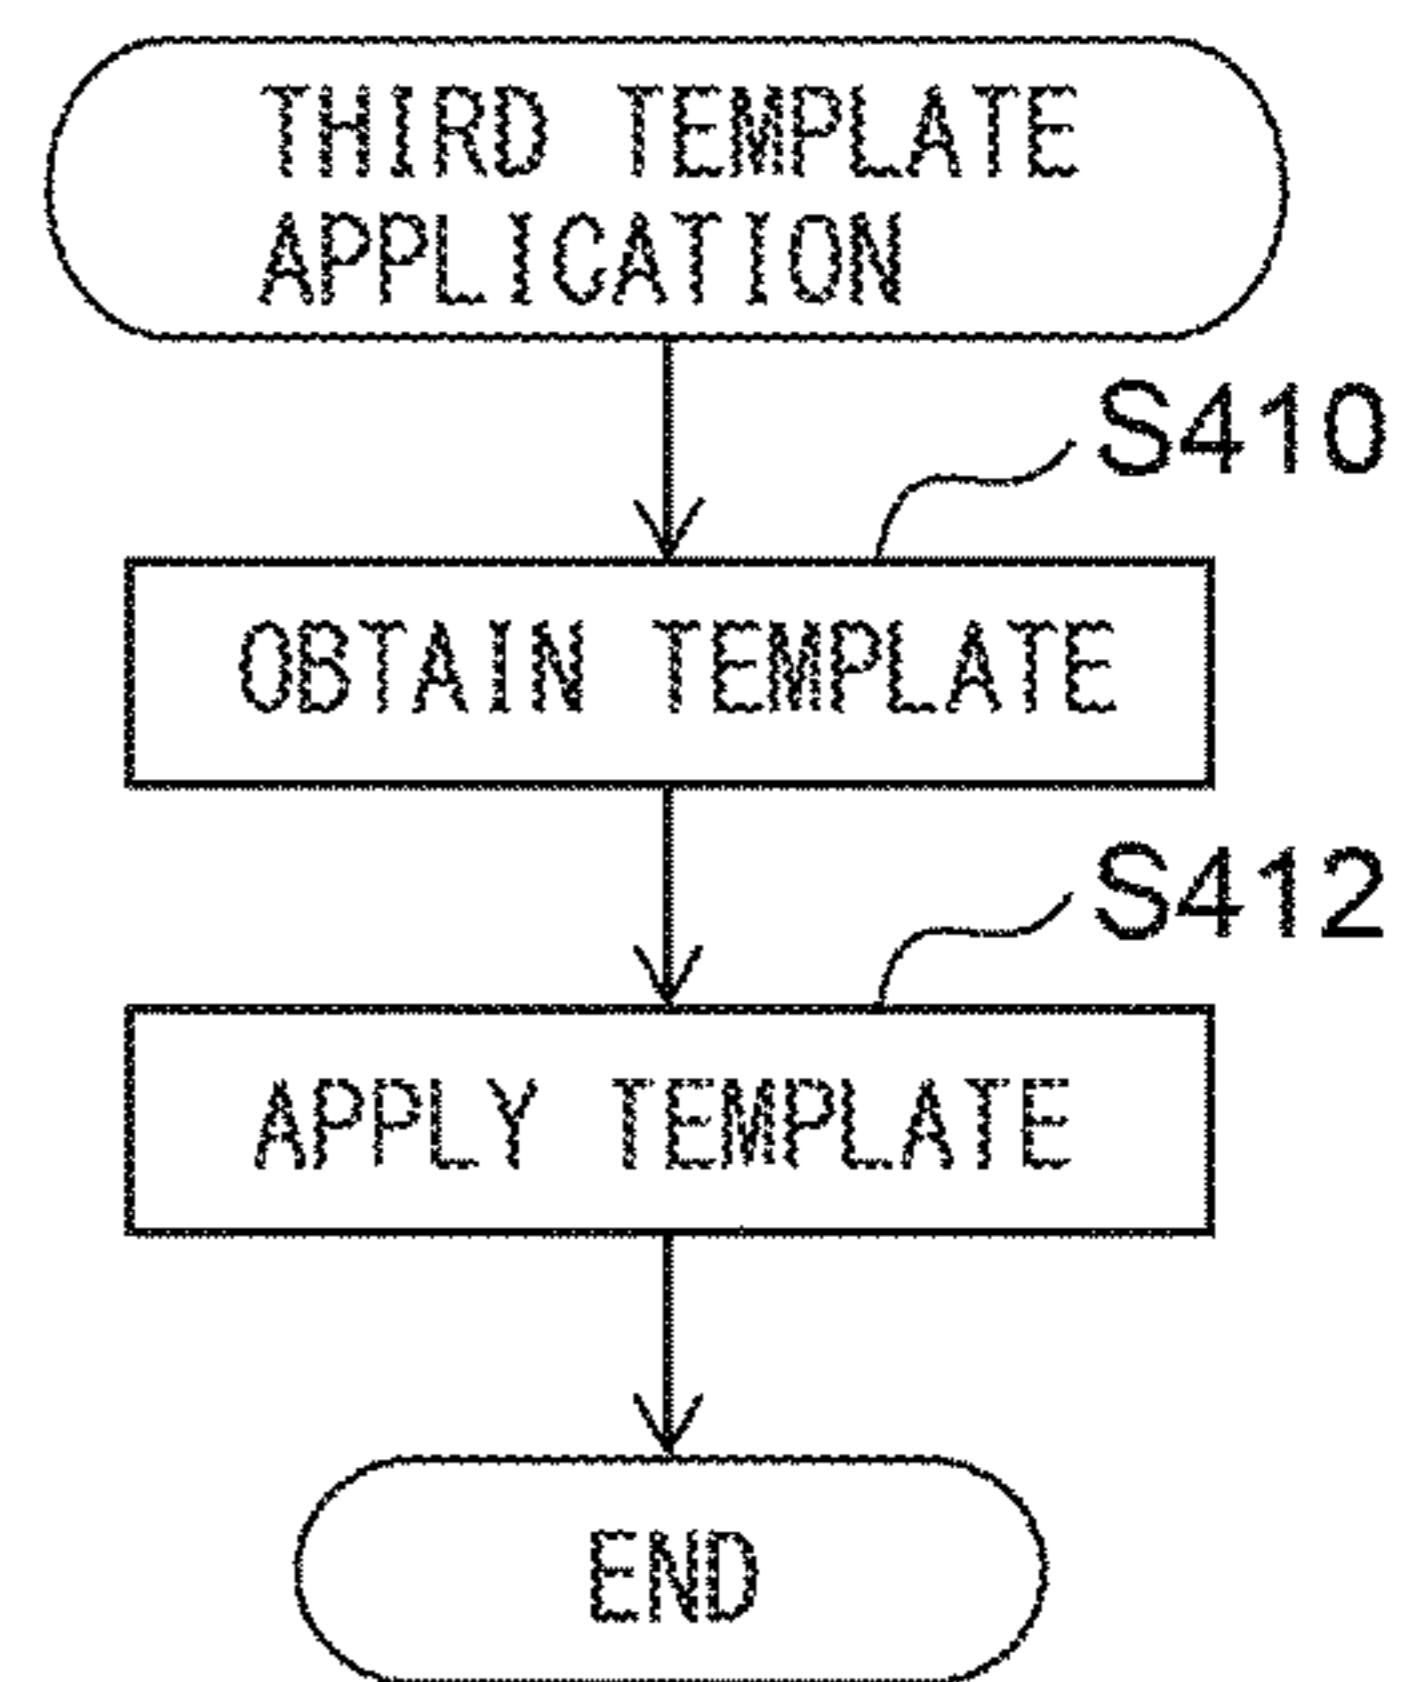 THIRD TEMPLATE
APPLICATION
S410
OBTAIN TEMPLATE
S412
APPLY TEMPLATE
END